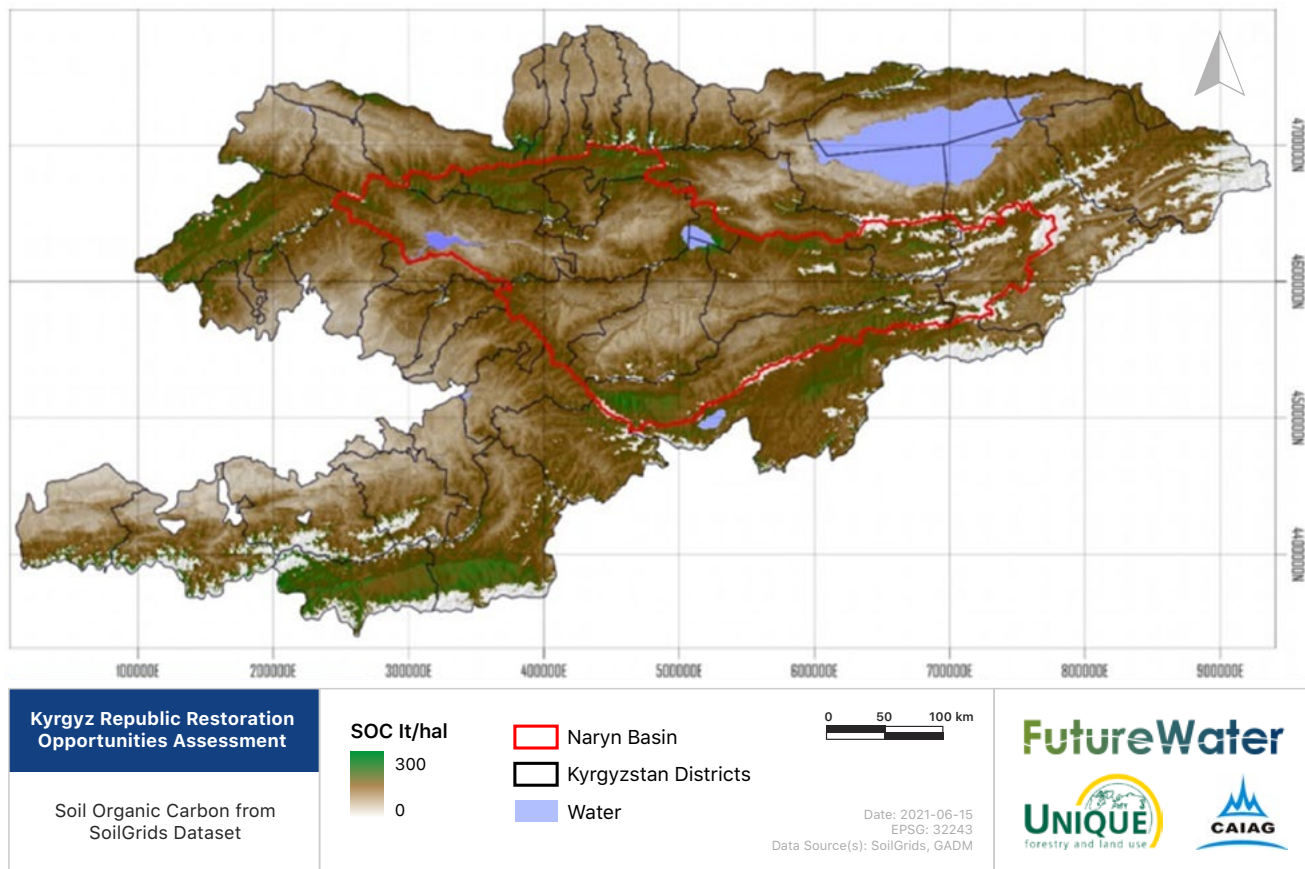 4700000N
4600000N
4500000N
4400000N
100000E 200000E 300000E 400000E 500000E 600000E 700000E 800000E 900000E
Kyrgyz Republic Restoration
Opportunities Assessment
Soil Organic Carbon from
SoilGrids Dataset
SOC It/hal
300
0
Naryn Basin
Kyrgyzstan Districts
Water
0 50 100 km
Date: 2021-06-15
EPSG: 32243
Data Source(s): SoilGrids, GADM
FutureWater
UNIQUE
forestry and land use
CAIAG